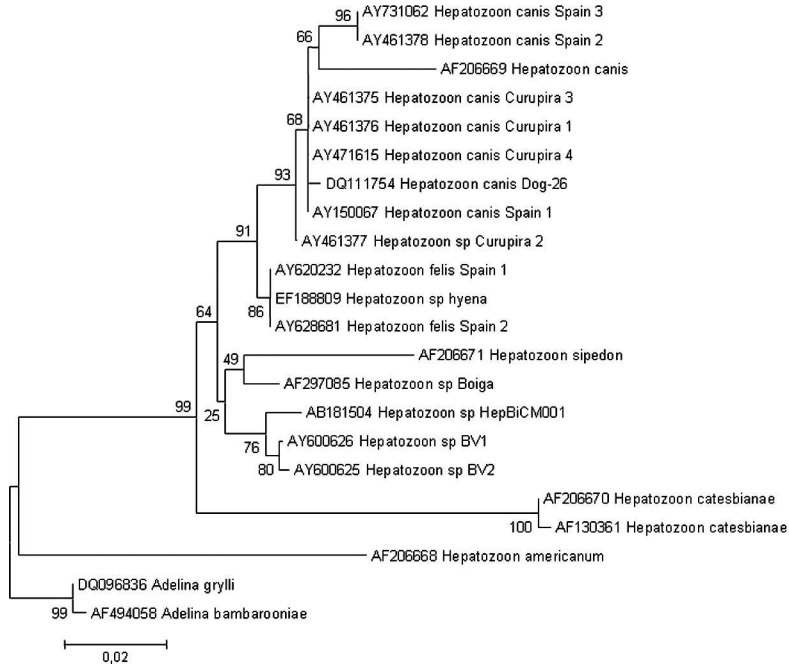 96
AY731062 Hepatozoon canis Spain 3
66
AY461378 Hepatozoon canis Spain 2
AF206669 Hepatozoon canis
AY461375 Hepatozoon canis Curupira 3
68
AY461376 Hepatozoon canis Curupira 1
AY471615 Hepatozoon canis Curupira 4
93
DQ111754 Hepatozoon canis Dog-26
AY150067 Hepatozoon canis Spain 1
91
AY461377 Hepatozoon sp Curupira 2
AY620232 Hepatozoon felis Spain 1
EF188809 Hepatozoon sp hyena
64
86
AY628681 Hepatozoon felis Spain 2
49
AF206671 Hepatozoon sipedon
AF297085 Hepatozoon sp Boiga
99
25
AB181504 Hepatozoon sp HepBiCM001
76
AY600626 Hepatozoon sp BV1
80
AY600625 Hepatozoon sp BV2
AF206670 Hepatozoon catesbianae
100
AF130361 Hepatozoon catesbianae
AF206668 Hepatozoon americanum
DQ096836 Adelina grylli
99
AF494058 Adelina bambarooniae
0,02